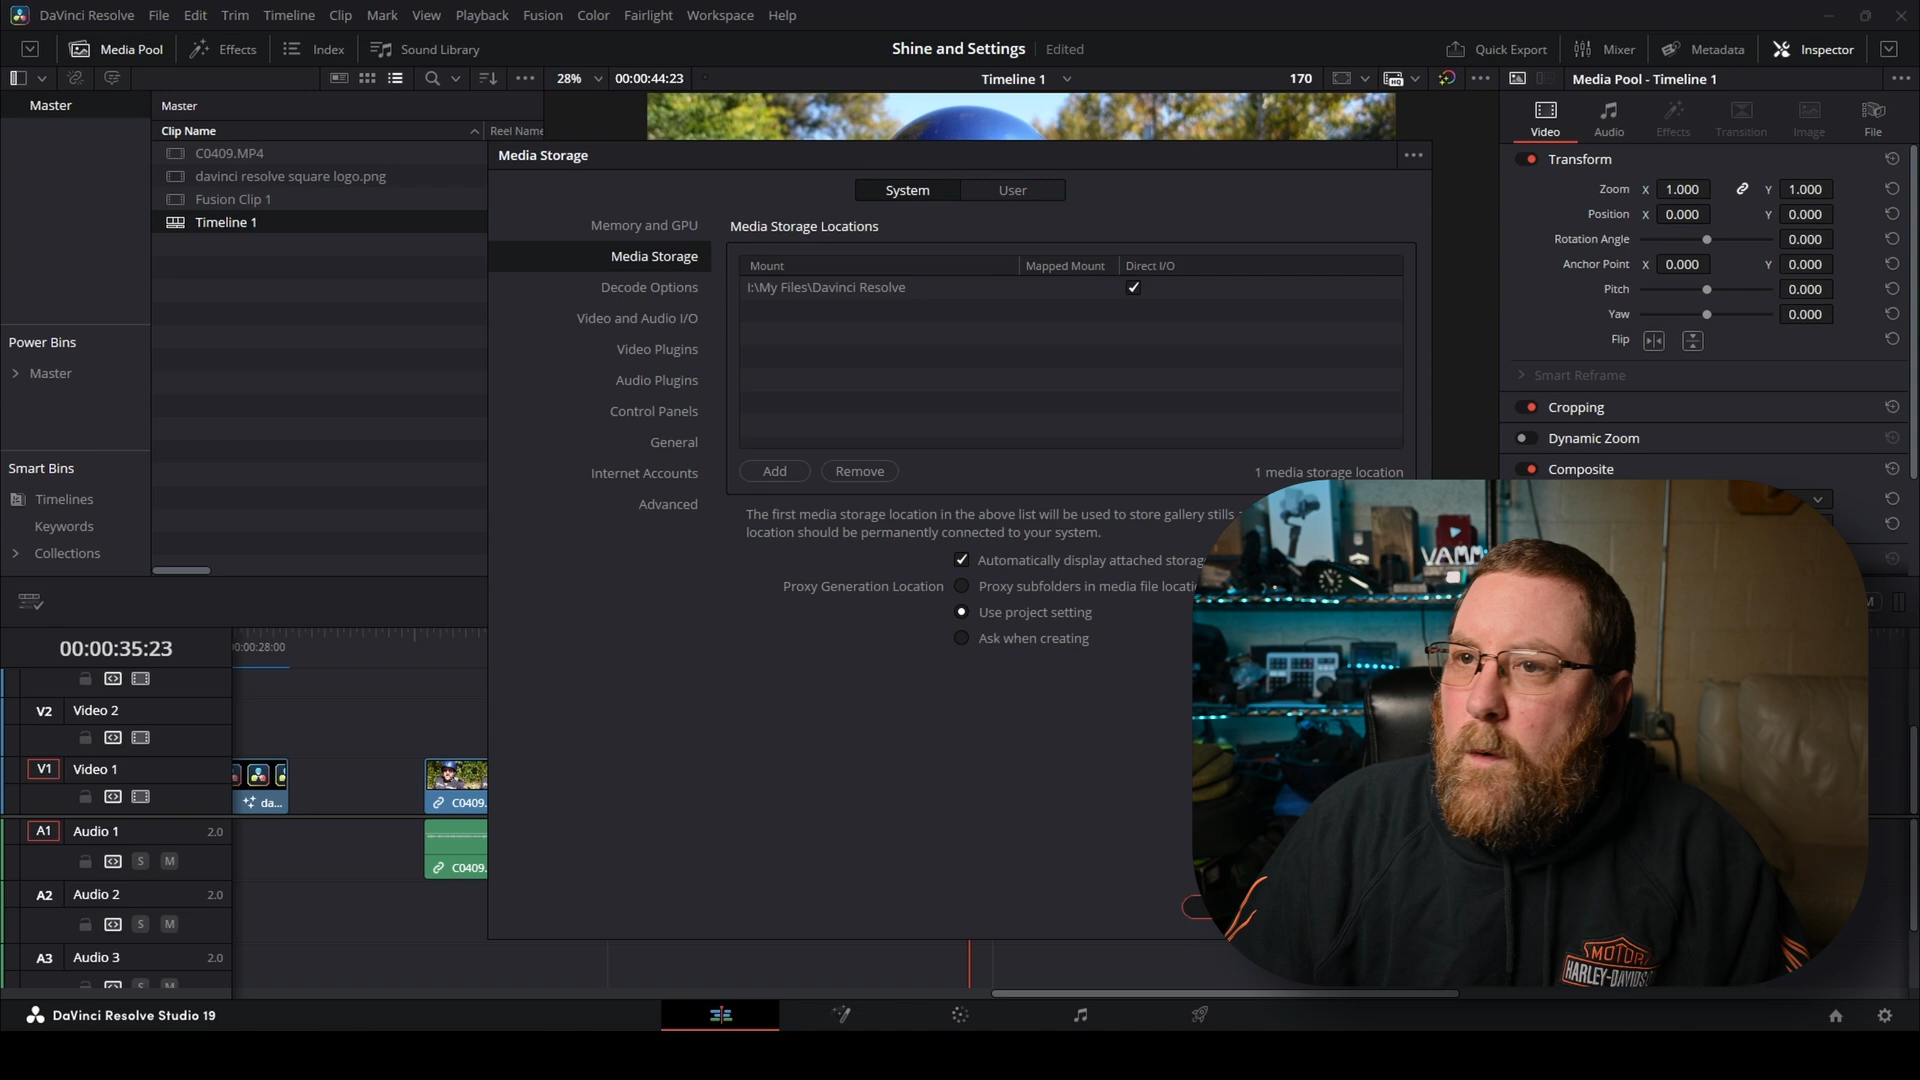 DaVinci Resolve File Edit Trim Timeline Clip Mark View Playback Fusion Color Fairlight Workspace Help
Media Pool Effects Index Sound Library Shine and Settings Edited Quick Export Mixer Metadata Inspector
28% 00:00:44:23 Timeline 1 170 HQ Media Pool - Timeline 1
Master
Master
Clip Name Reel Name
C0409.MP4
davinci resolve square logo.png
Fusion Clip 1
Timeline 1
Power Bins
Master
Smart Bins
Timelines
Keywords
Collections
Media Storage
System User
Memory and GPU
Media Storage
Decode Options
Video and Audio I/O
Video Plugins
Audio Plugins
Control Panels
General
Internet Accounts
Advanced
Media Storage Locations
Mount Mapped Mount Direct I/O
I:\My Files\Davinci Resolve
Add Remove 1 media storage location
The first media storage location in the above list will be used to store gallery stills
location should be permanently connected to your system.
Automatically display attached storage
Proxy Generation Location Proxy subfolders in media file locati
Use project setting
Ask when creating
Video Audio Effects Transition Image File
Transform
Zoom X 1.000 Y 1.000
Position X 0.000 Y 0.000
Rotation Angle 0.000
Anchor Point X 0.000 Y 0.000
Pitch 0.000
Yaw 0.000
Flip
Smart Reframe
Cropping
Dynamic Zoom
Composite
M
00:00:35:23 0:00:28:00
V2 Video 2
V1 Video 1
da... C0409.
A1 Audio 1 2.0
S M C0409.
A2 Audio 2 2.0
S M
A3 Audio 3 2.0
S M
VAMM
MOTOR
HARLEY-DAVIDS
DaVinci Resolve Studio 19